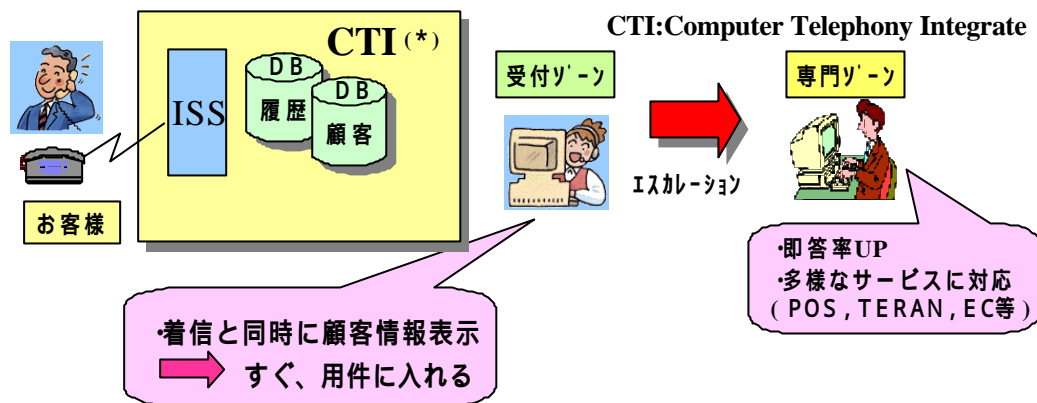 CTI:Computer Telephony Integrate
CTI (*)
ISS
DB
履歴
DB
顧客
お客様
受付ｿﾞｰﾝ
エスカレーション
専門ｿﾞｰﾝ
・着信と同時に顧客情報表示
すぐ、用件に入れる
・即答率UP
・多様なサービスに対応
( POS , TERAN , EC等 )